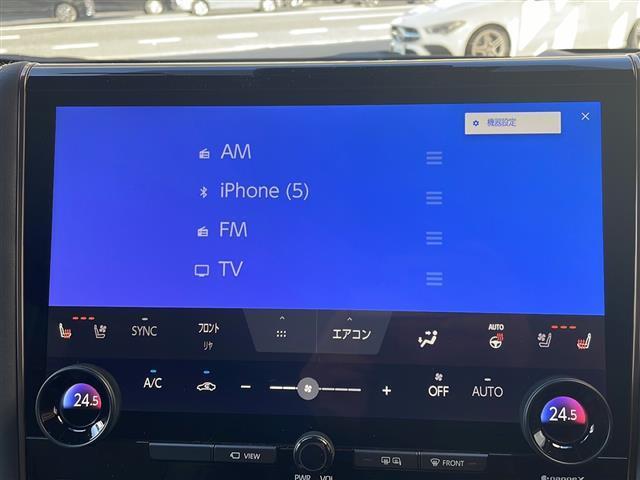 機器設定
AM
iPhone (5)
FM
TV
SYNC
フロント
リヤ
エアコン
AUTO
24.5
A/C
OFF
AUTO
24.5
VIEW
PWR VOL
FRONT